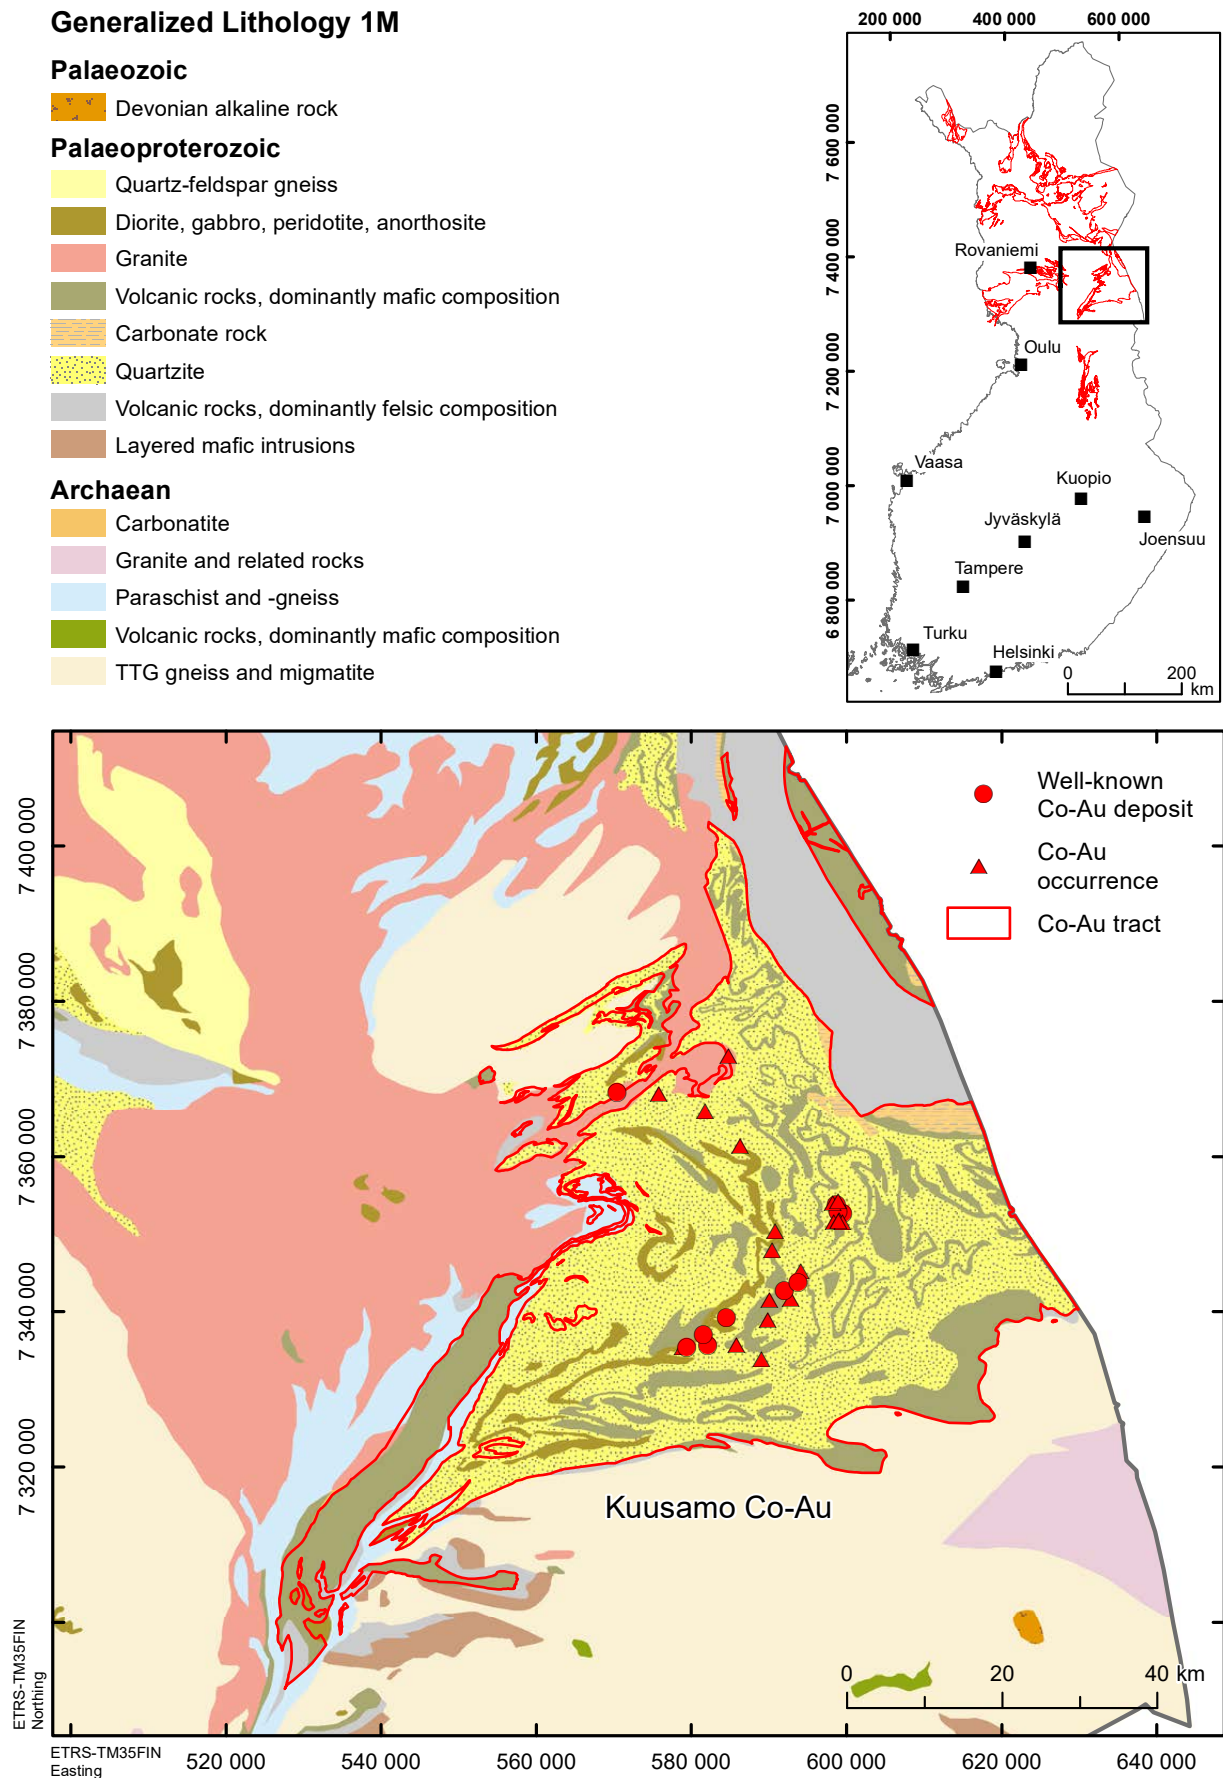 Generalized Lithology 1M
Palaeozoic
Devonian alkaline rock
Palaeoproterozoic
Quartz-feldspar gneiss
Diorite, gabbro, peridotite, anorthosite
Granite
Volcanic rocks, dominantly mafic composition
Carbonate rock
Quartzite
Volcanic rocks, dominantly felsic composition
Layered mafic intrusions
Archaean
Carbonatite
Granite and related rocks
Paraschist and -gneiss
Volcanic rocks, dominantly mafic composition
TTG gneiss and migmatite
200 000 400 000 600 000
7 600 000
7 400 000
7 200 000
7 000 000
6 800 000
Rovaniemi
Oulu
Vaasa
Kuopio
Jyväskylä
Joensuu
Tampere
Turku
Helsinki
0 200
km
Well-known
Co-Au deposit
Co-Au
occurrence
Co-Au tract
7 400 000
7 380 000
7 360 000
7 340 000
7 320 000
Kuusamo Co-Au
0 20 40 km
ETRS-TM35FIN
Northing
ETRS-TM35FIN
Easting
520 000 540 000 560 000 580 000 600 000 620 000 640 000